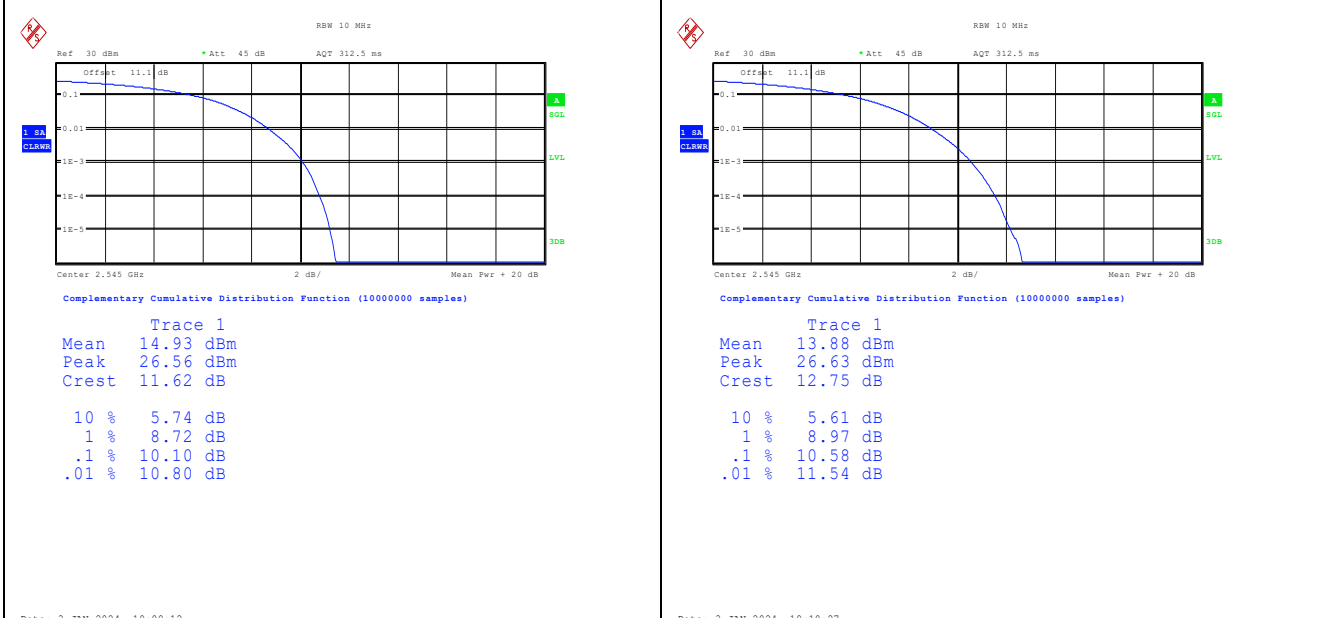 RBW 10 MHz
Ref 30 dBm * Att 45 dB AQT 312.5 ms
Offset 11.1 dB
0.1
0.01
1E-3
1E-4
1E-5
1 SA
CLRWR
A
SGL
LVL
3DB
Center 2.545 GHz 2 dB/ Mean Pwr + 20 dB
Complementary Cumulative Distribution Function (10000000 samples)
Trace 1
Mean 14.93 dBm
Peak 26.56 dBm
Crest 11.62 dB
10 % 5.74 dB
1 % 8.72 dB
.1 % 10.10 dB
.01 % 10.80 dB
RBW 10 MHz
Ref 30 dBm * Att 45 dB AQT 312.5 ms
Offset 11.1 dB
0.1
0.01
1E-3
1E-4
1E-5
1 SA
CLRWR
A
SGL
LVL
3DB
Center 2.545 GHz 2 dB/ Mean Pwr + 20 dB
Complementary Cumulative Distribution Function (10000000 samples)
Trace 1
Mean 13.88 dBm
Peak 26.63 dBm
Crest 12.75 dB
10 % 5.61 dB
1 % 8.97 dB
.1 % 10.58 dB
.01 % 11.54 dB